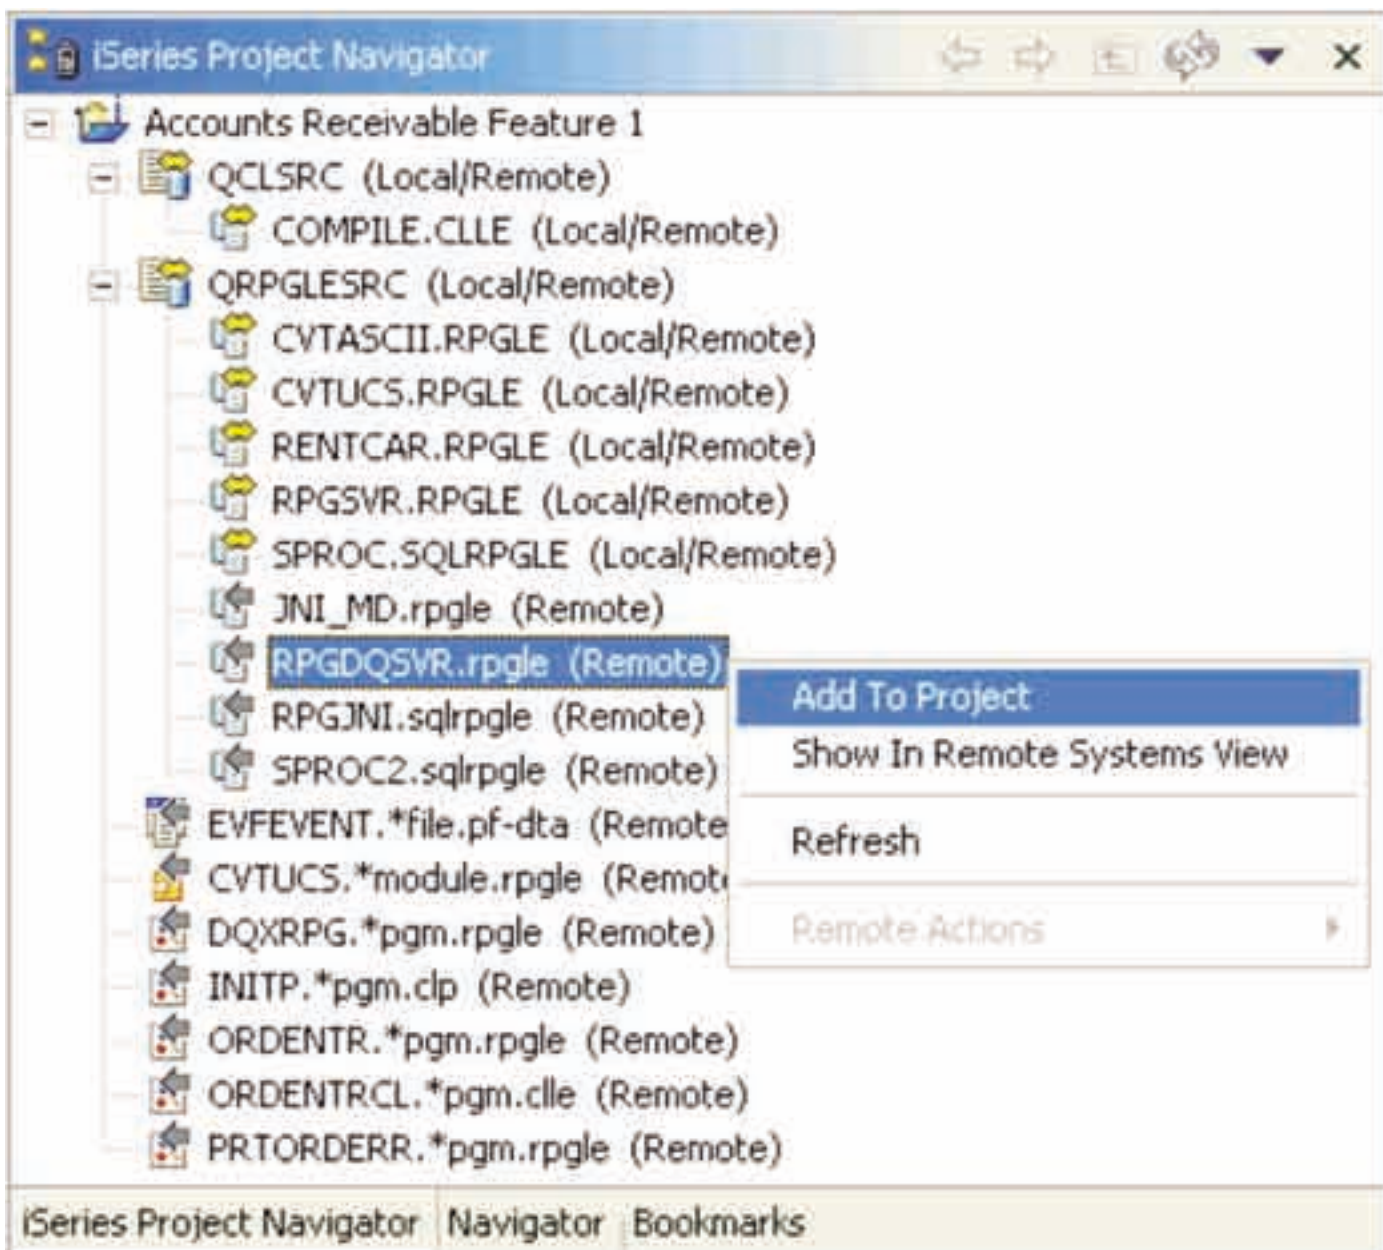 iSeries Project Navigator
Accounts Receivable Feature 1
QCLSRC (Local/Remote)
COMPILE.CLLE (Local/Remote)
QRPGLESRC (Local/Remote)
CVTASCII.RPGLE (Local/Remote)
CVTUCS.RPGLE (Local/Remote)
RENTCAR.RPGLE (Local/Remote)
RPGSVR.RPGLE (Local/Remote)
SPROC.SQLRPGLE (Local/Remote)
JNI_MD.rpgle (Remote)
RPGDQSVR.rpgle (Remote)
Add To Project
RPGJNI.sqlrpgle (Remote)
Show In Remote Systems View
SPROC2.sqlrpgle (Remote)
EVFEVENT.*file.pf-dta (Remote
Refresh
CVTUCS.*module.rpgle (Remot
DQXRPG.*pgm.rpgle (Remote)
Remote Actions
INITP.*pgm.clp (Remote)
ORDENTR.*pgm.rpgle (Remote)
ORDENTRCL.*pgm.clle (Remote)
PRTORDERR.*pgm.rpgle (Remote)
iSeries Project Navigator Navigator Bookmarks